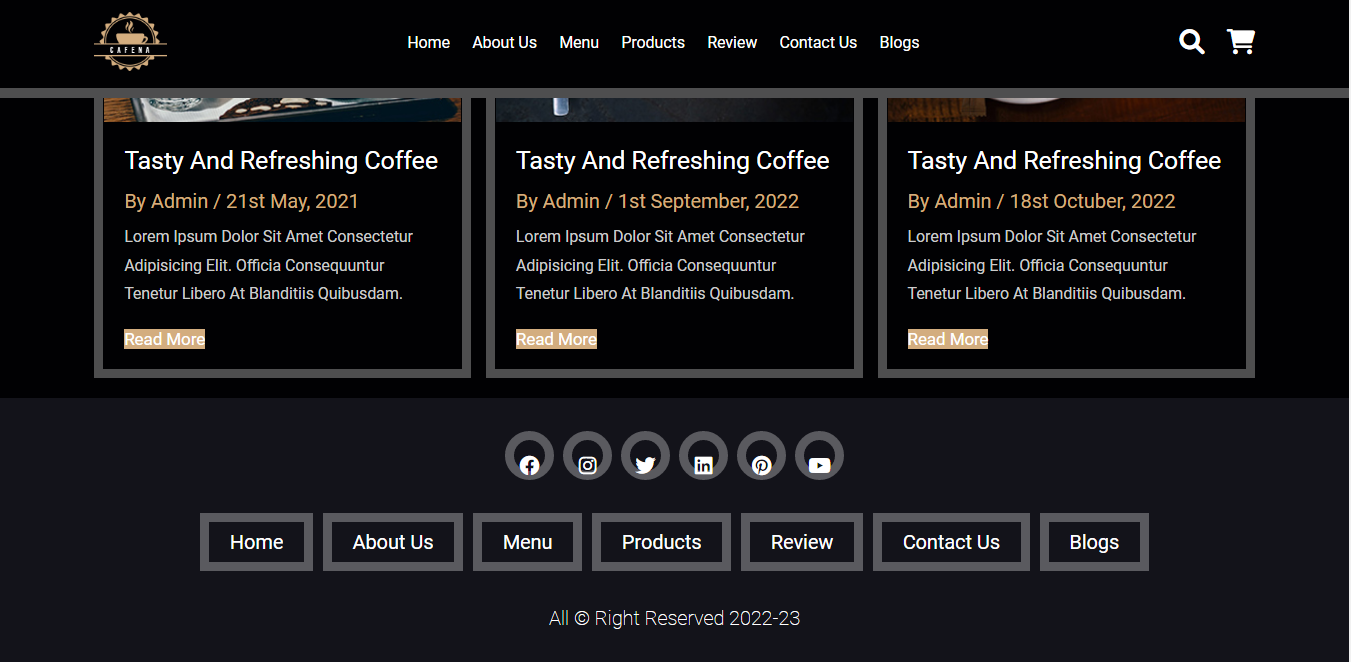 CAFENA
Home About Us Menu Products Review Contact Us Blogs
Tasty And Refreshing Coffee
By Admin / 21st May, 2021
Lorem Ipsum Dolor Sit Amet Consectetur
Adipisicing Elit. Officia Consequuntur
Tenetur Libero At Blanditiis Quibusdam.
Read More
Tasty And Refreshing Coffee
By Admin / 1st September, 2022
Lorem Ipsum Dolor Sit Amet Consectetur
Adipisicing Elit. Officia Consequuntur
Tenetur Libero At Blanditiis Quibusdam.
Read More
Tasty And Refreshing Coffee
By Admin / 18st Octuber, 2022
Lorem Ipsum Dolor Sit Amet Consectetur
Adipisicing Elit. Officia Consequuntur
Tenetur Libero At Blanditiis Quibusdam.
Read More
Home About Us Menu Products Review Contact Us Blogs
All © Right Reserved 2022-23